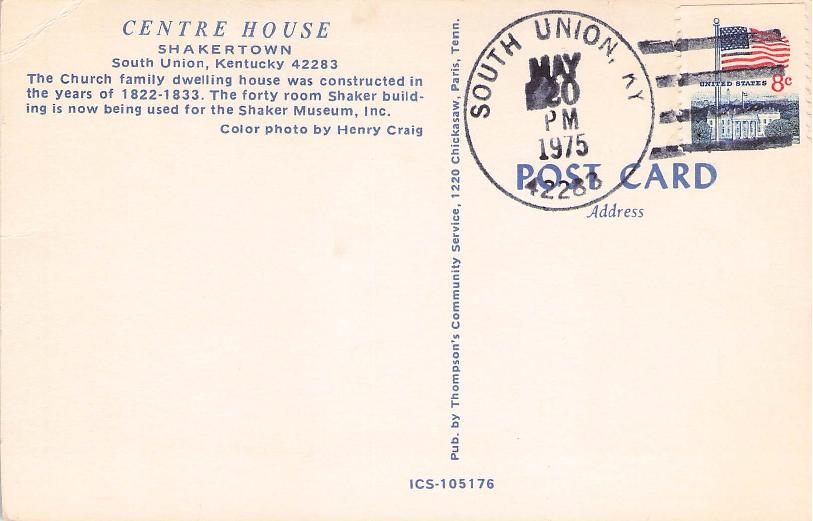 CENTRE HOUSE
SHAKERTOWN
South Union, Kentucky 42283
The Church family dwelling house was constructed in
the years of 1822-1833. The forty room Shaker build-
ing is now being used for the Shaker Museum, Inc.
Color photo by Henry Craig
Pub. by Thompson's Community Service, 1220 Chickasaw, Paris, Tenn.
ICS-105176
SOUTH UNION, KY
MAY
20
PM
1975
42283
UNITED STATES 8c
POST CARD
Address